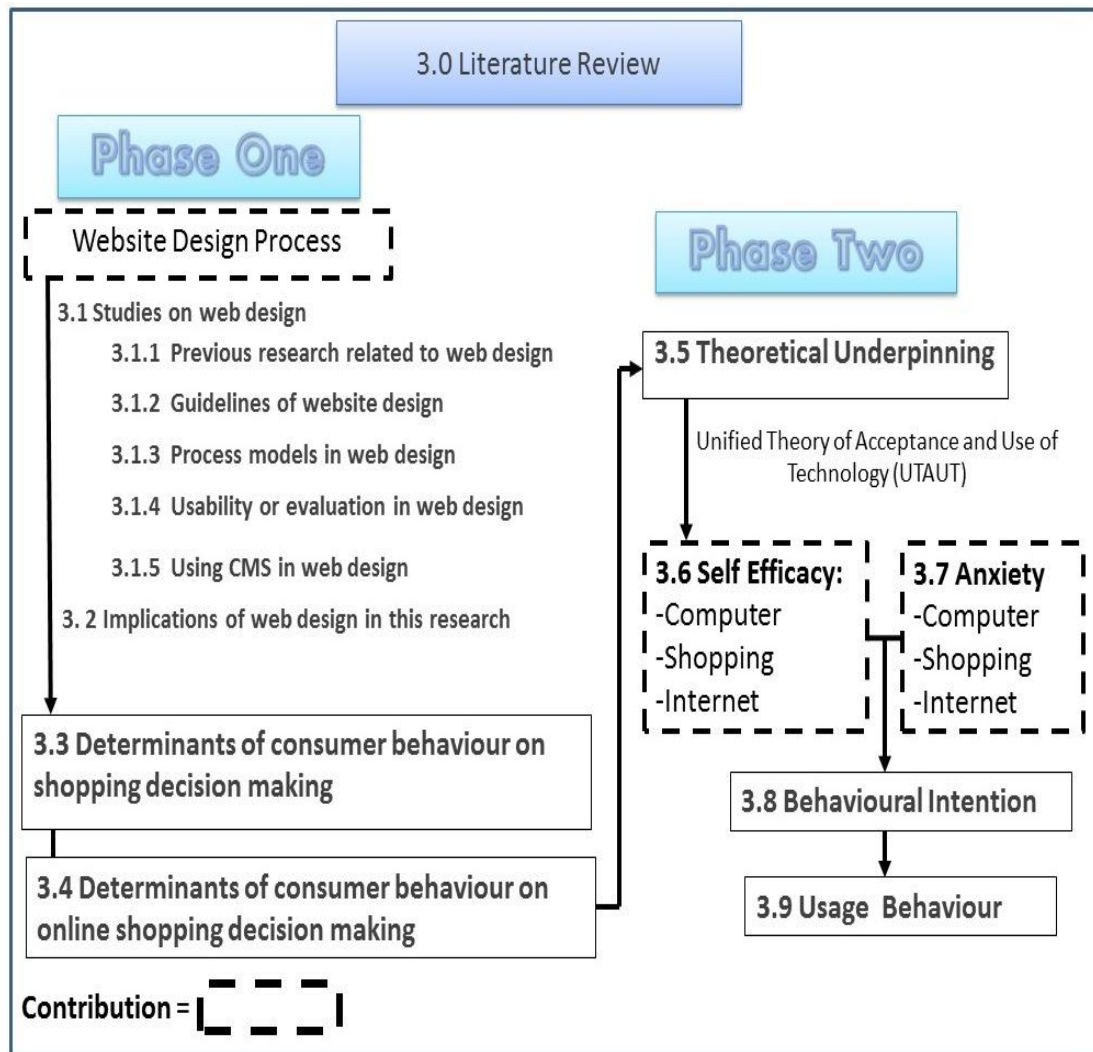 3.0 Literature Review
Phase One
Website Design Process
3.1 Studies on web design
3.1.1 Previous research related to web design
3.1.2 Guidelines of website design
3.1.3 Process models in web design
3.1.4 Usability or evaluation in web design
3.1.5 Using CMS in web design
3. 2 Implications of web design in this research
3.3 Determinants of consumer behaviour on
shopping decision making
3.4 Determinants of consumer behaviour on
online shopping decision making
Contribution =
Phase Two
3.5 Theoretical Underpinning
Unified Theory of Acceptance and Use of
Technology (UTAUT)
3.6 Self Efficacy:
-Computer
-Shopping
-Internet
3.7 Anxiety
-Computer
-Shopping
-Internet
3.8 Behavioural Intention
3.9 Usage Behaviour